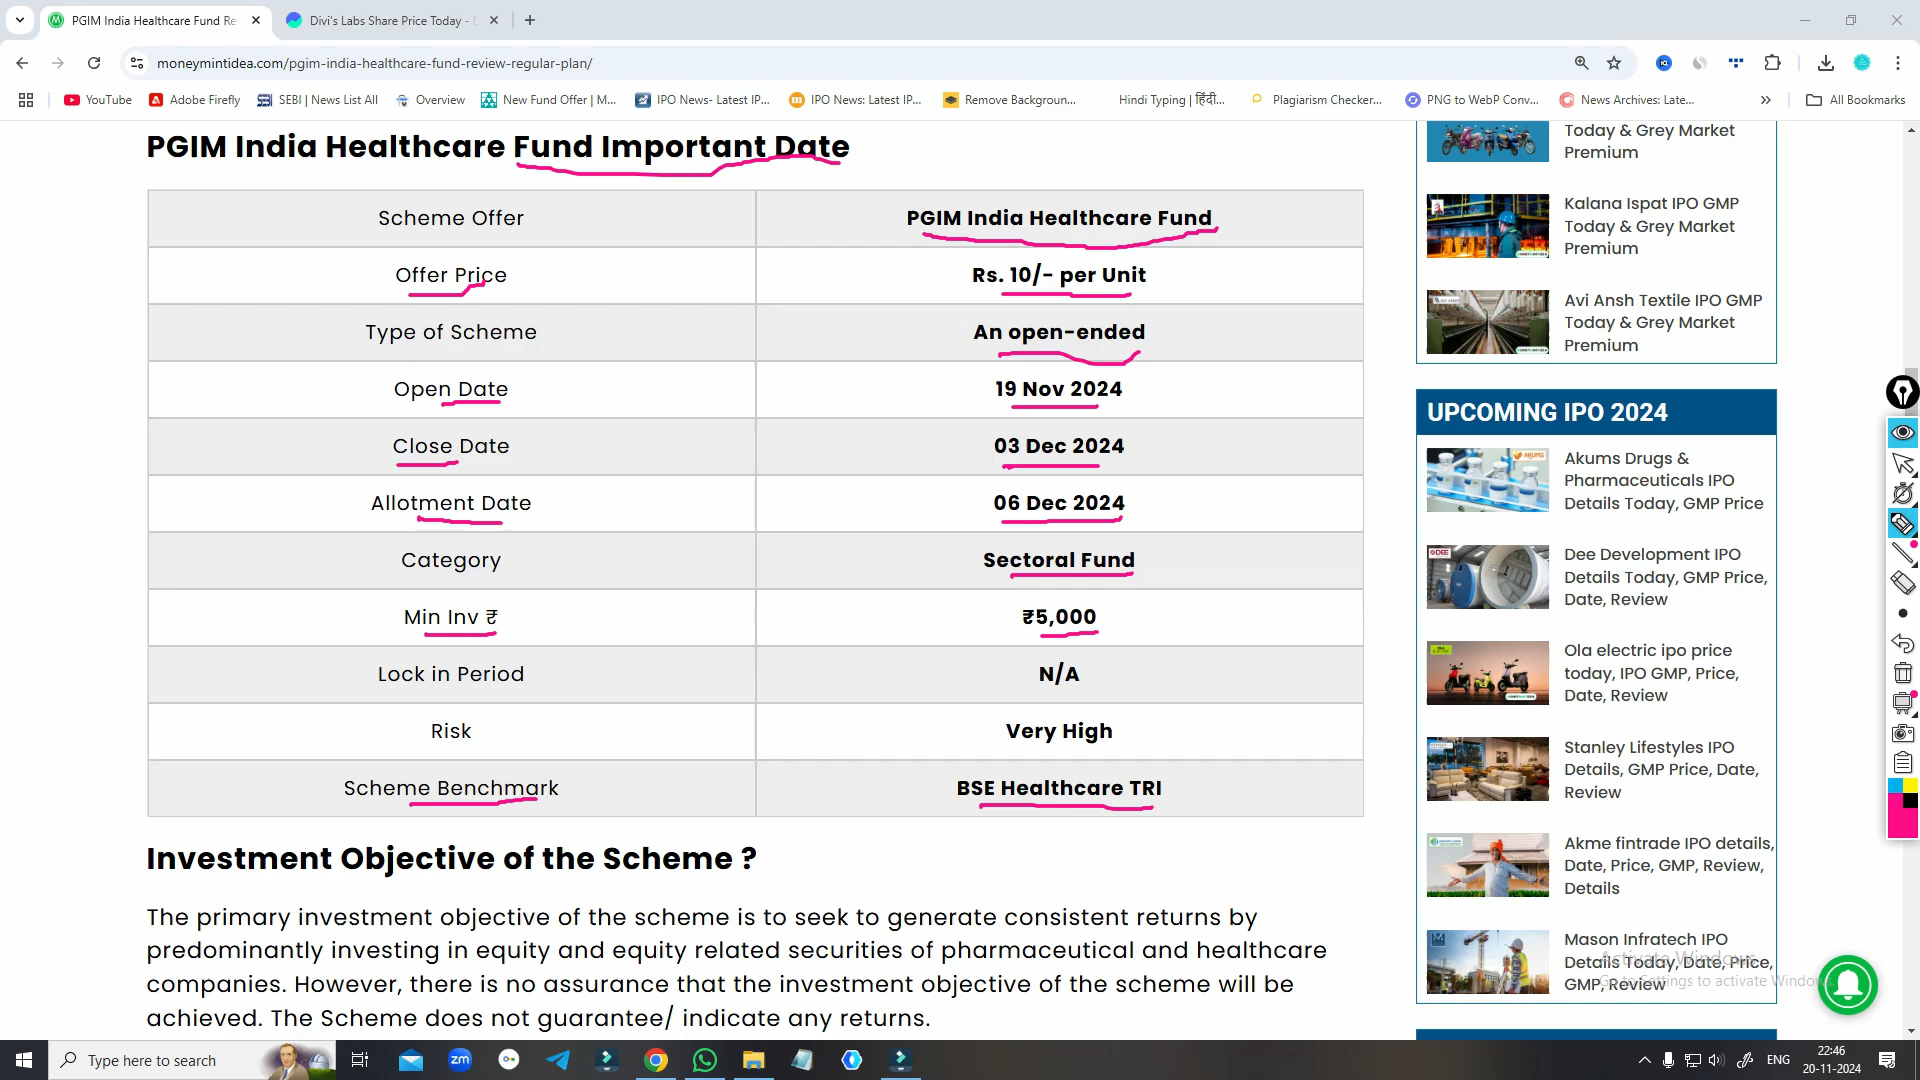 PGIM India Healthcare Fund Re
Divi's Labs Share Price Today -
moneymintidea.com/pgim-india-healthcare-fund-review-regular-plan/
YouTube
Adobe Firefly
SEBI | News List All
Overview
New Fund Offer | M...
IPO News- Latest IP...
IPO News: Latest IP...
Remove Backgroun...
Hindi Typing | हिंदी...
Plagiarism Checker...
PNG to WebP Conv...
News Archives: Late...
All Bookmarks
PGIM India Healthcare Fund Important Date
Scheme Offer PGIM India Healthcare Fund
Offer Price Rs. 10/- per Unit
Type of Scheme An open-ended
Open Date 19 Nov 2024
Close Date 03 Dec 2024
Allotment Date 06 Dec 2024
Category Sectoral Fund
Min Inv ₹ ₹5,000
Lock in Period N/A
Risk Very High
Scheme Benchmark BSE Healthcare TRI
Investment Objective of the Scheme ?
The primary investment objective of the scheme is to seek to generate consistent returns by
predominantly investing in equity and equity related securities of pharmaceutical and healthcare
companies. However, there is no assurance that the investment objective of the scheme will be
achieved. The Scheme does not guarantee/ indicate any returns.
Today & Grey Market
Premium
Kalana Ispat IPO GMP
Today & Grey Market
Premium
Avi Ansh Textile IPO GMP
Today & Grey Market
Premium
UPCOMING IPO 2024
Akums Drugs &
Pharmaceuticals IPO
Details Today, GMP Price
Dee Development IPO
Details Today, GMP Price,
Date, Review
Ola electric ipo price
today, IPO GMP, Price,
Date, Review
Stanley Lifestyles IPO
Details, GMP Price, Date,
Review
Akme fintrade IPO details,
Date, Price, GMP, Review,
Details
Mason Infratech IPO
Details Today, Date, Price,
GMP, Review
Activate Windows
Go to Settings to activate Windows.
Type here to search
zm
ENG
22:46
20-11-2024